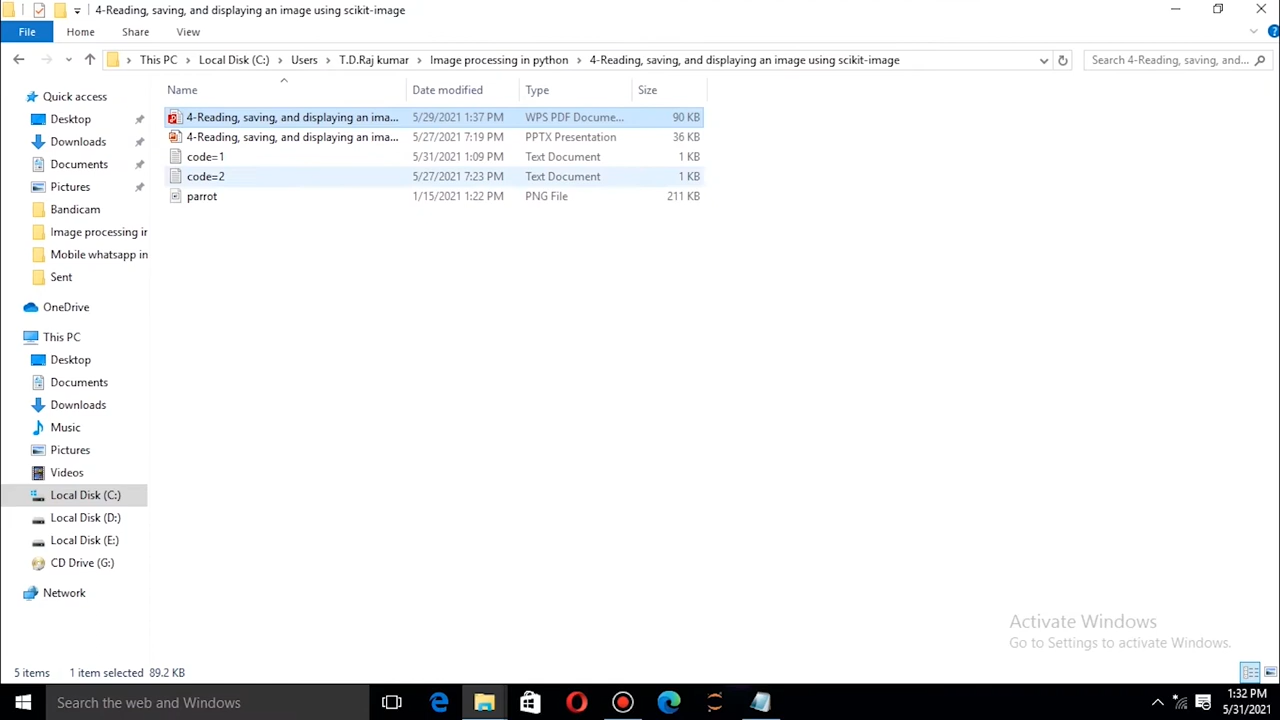 4-Reading, saving, and displaying an image using scikit-image
File Home Share View
This PC Local Disk (C:) Users T.D.Raj kumar Image processing in python 4-Reading, saving, and displaying an image using scikit-image Search 4-Reading, saving, and...
Name Date modified Type Size
Quick access
Desktop
Downloads
Documents
Pictures
Bandicam
Image processing in
Mobile whatsapp in
Sent
OneDrive
This PC
Desktop
Documents
Downloads
Music
Pictures
Videos
Local Disk (C:)
Local Disk (D:)
Local Disk (E:)
CD Drive (G:)
Network
4-Reading, saving, and displaying an ima... 5/29/2021 1:37 PM WPS PDF Docume... 90 KB
4-Reading, saving, and displaying an ima... 5/27/2021 7:19 PM PPTX Presentation 36 KB
code=1 5/31/2021 1:09 PM Text Document 1 KB
code=2 5/27/2021 7:23 PM Text Document 1 KB
parrot 1/15/2021 1:22 PM PNG File 211 KB
Activate Windows
Go to Settings to activate Windows.
5 items 1 item selected 89.2 KB
Search the web and Windows
1:32 PM
5/31/2021